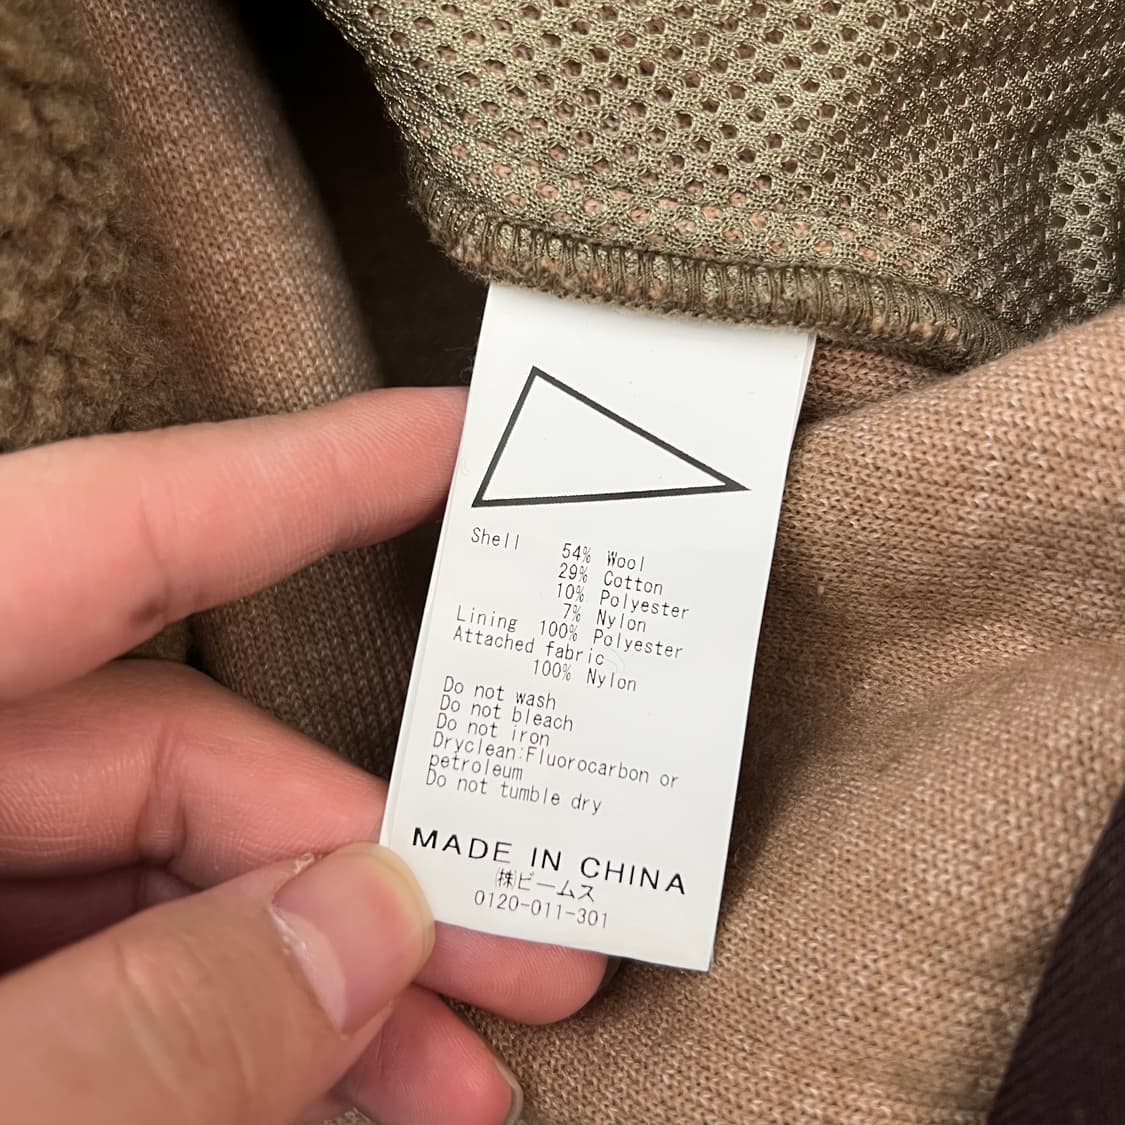 Shell 54% Wool
29% Cotton
10% Polyester
7% Nylon
Lining 100% Polyester
Attached fabric
100% Nylon
Do not wash
Do not bleach
Do not iron
Dryclean:Fluorocarbon or
petroleum
Do not tumble dry
MADE IN CHINA
㈱ビームス
0120-011-301